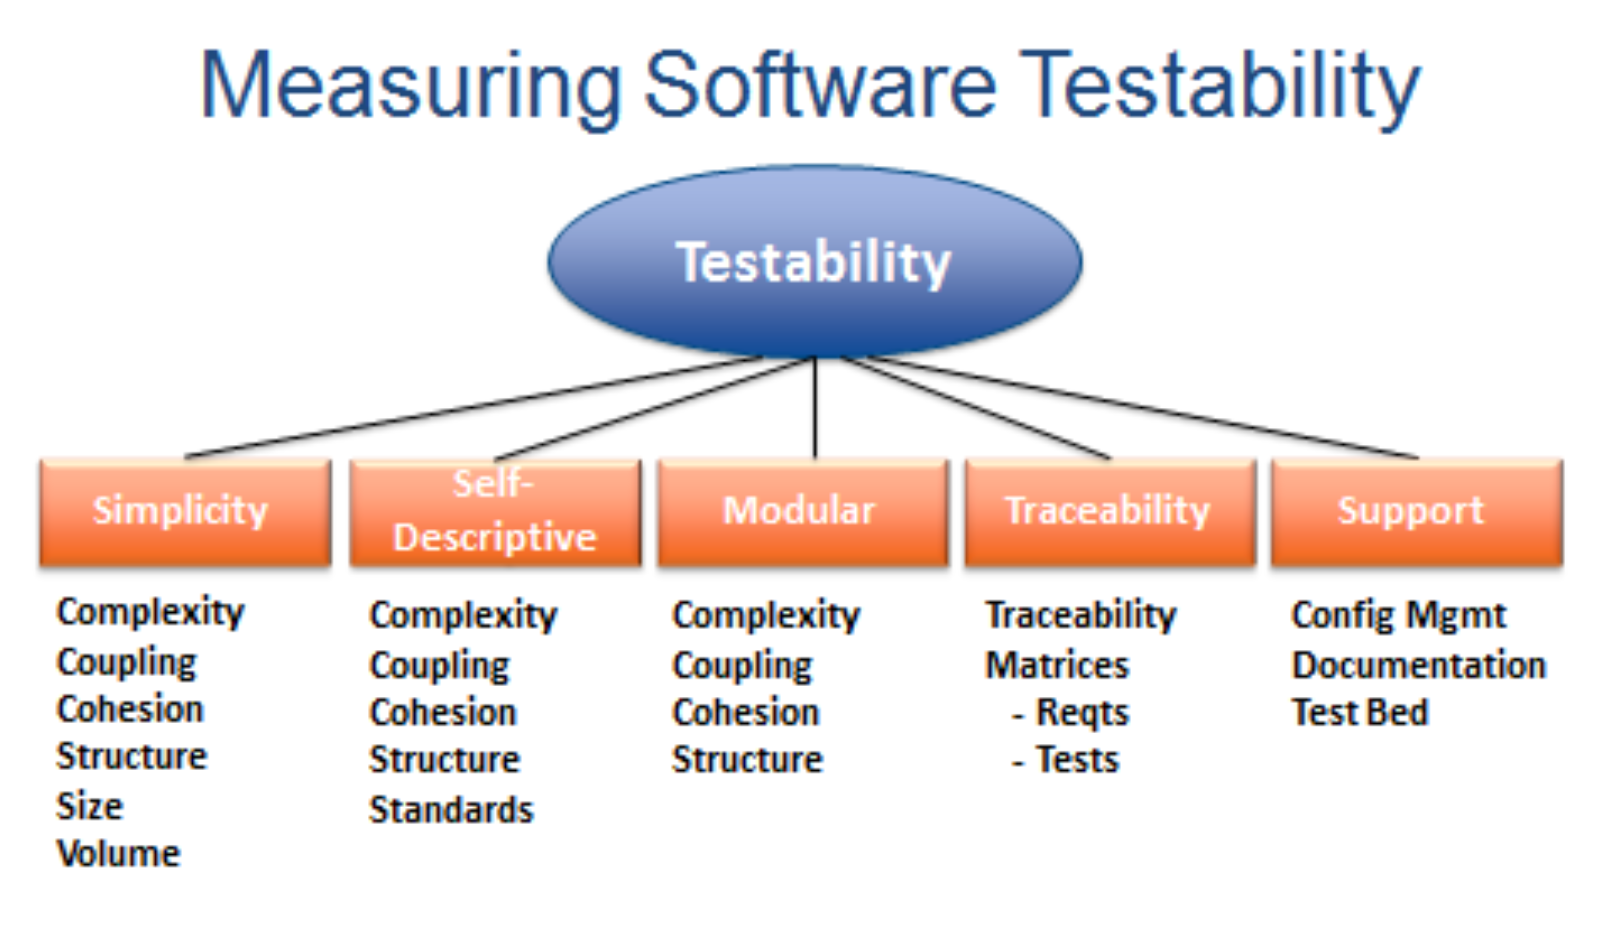 Measuring Software Testability
Testability
Simplicity
Self-
Descriptive
Modular
Traceability
Support
Complexity
Coupling
Cohesion
Structure
Size
Volume
Complexity
Coupling
Cohesion
Structure
Standards
Complexity
Coupling
Cohesion
Structure
Traceability
Matrices
- Reqts
- Tests
Config Mgmt
Documentation
Test Bed